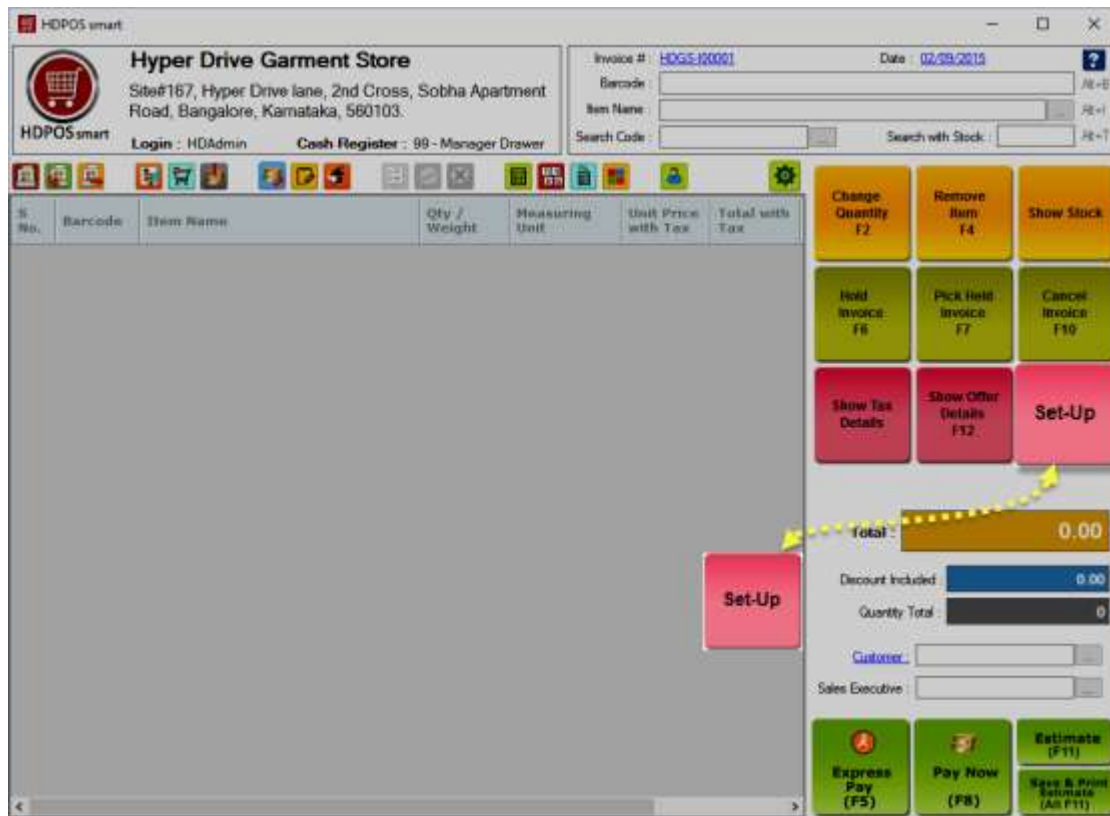 HDPOS smart
Hyper Drive Garment Store
Site#167, Hyper Drive lane, 2nd Cross, Sobha Apartment
Road, Bangalore, Karnataka, 560103.
HDPOS smart
Login : HDAdmin Cash Register : 99 - Manager Drawer
Invoice # : HDGS-I00001 Date : 02/09/2015
Barcode :
Item Name :
Search Code : Search with Stock :
S No. Barcode Item Name Qty / Weight Measuring Unit Unit Price with Tax Total with Tax
Change Quantity F2
Remove Item F4
Show Stock
Hold Invoice F6
Pick Held Invoice F7
Cancel Invoice F10
Show Tax Details
Show Offer Details F12
Set-Up
Total : 0.00
Set-Up
Discount Included : 0.00
Quantity Total : 0
Customer :
Sales Executive :
Express Pay (F5)
Pay Now (F8)
Estimate (F11)
Save & Print Estimate (Alt F11)